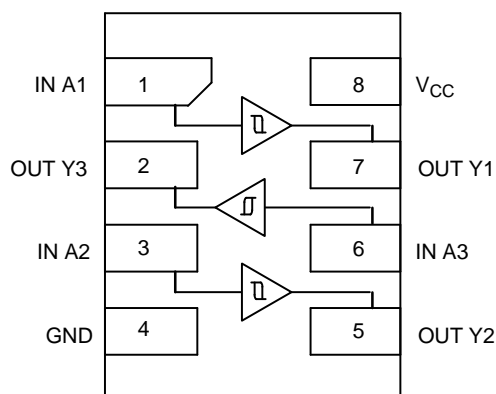 IN A1 1 8 VCC
OUT Y3 2 7 OUT Y1
IN A2 3 6 IN A3
GND 4 5 OUT Y2